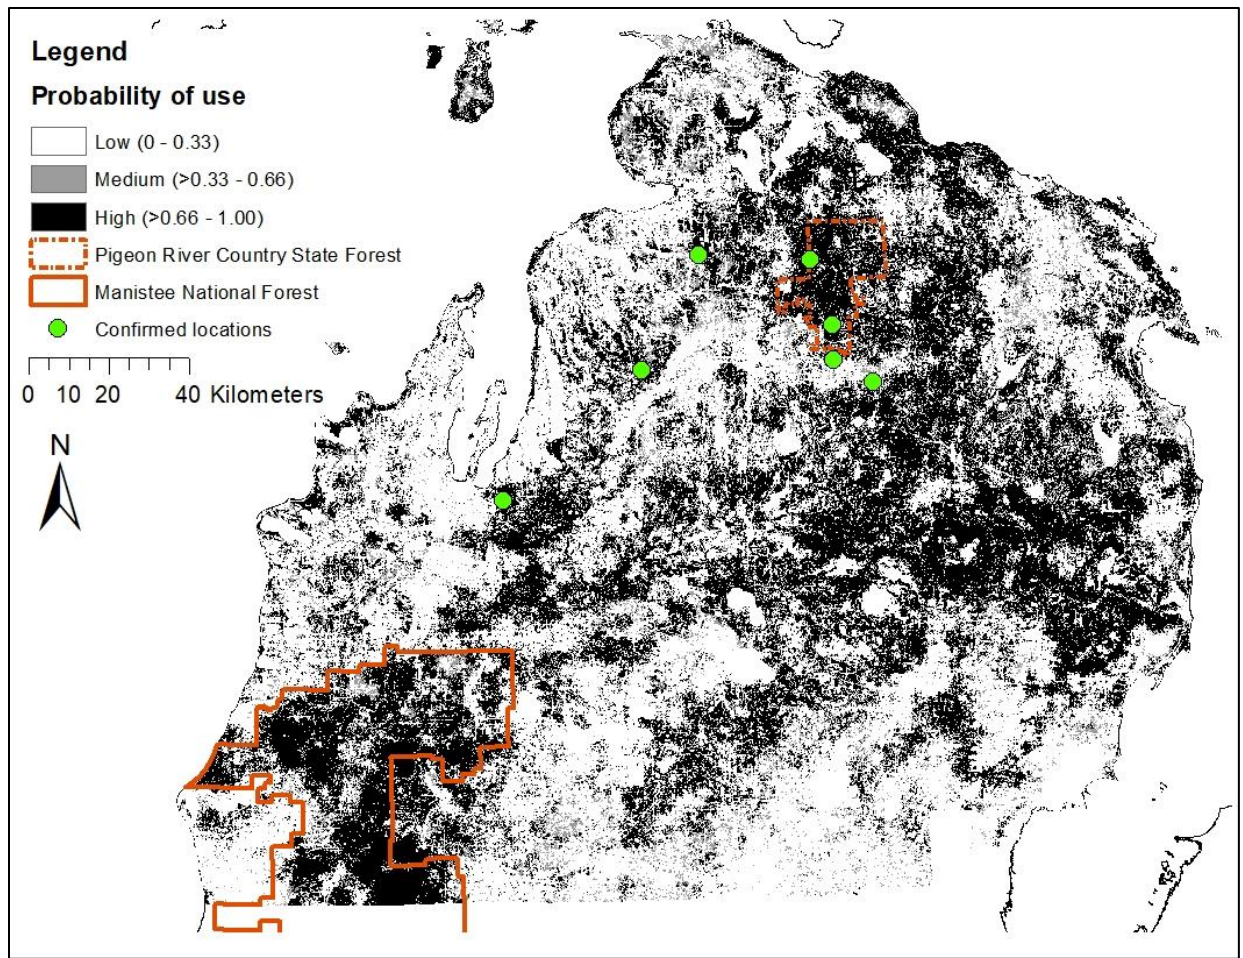 Legend
Probability of use
Low (0 - 0.33)
Medium (>0.33 - 0.66)
High (>0.66 - 1.00)
Pigeon River Country State Forest
Manistee National Forest
Confirmed locations
0 10 20 40 Kilometers
N